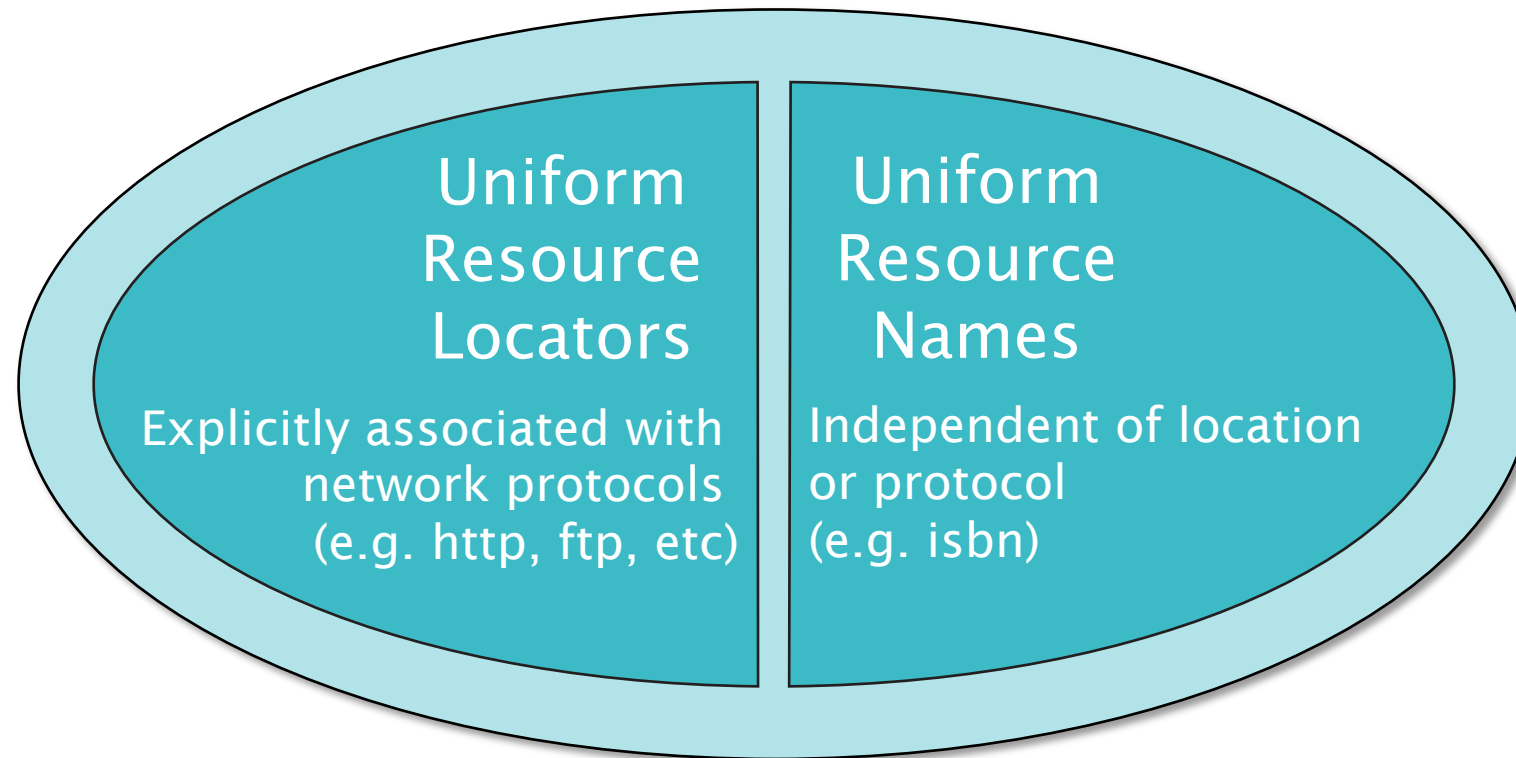 Uniform
Resource
Locators
Explicitly associated with
network protocols
(e.g. http, ftp, etc)
Uniform
Resource
Names
Independent of location
or protocol
(e.g. isbn)